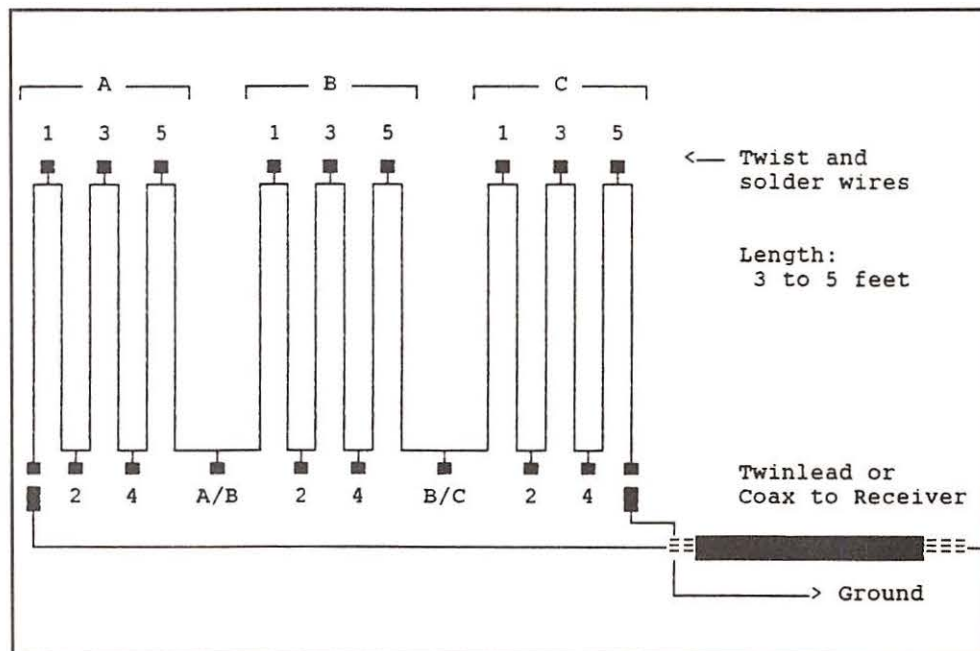 A B C
1 3 5 1 3 5 1 3 5
<— Twist and
solder wires
Length:
3 to 5 feet
Twinlead or
2 4 A/B 2 4 B/C 2 4 Coax to Receiver
> Ground